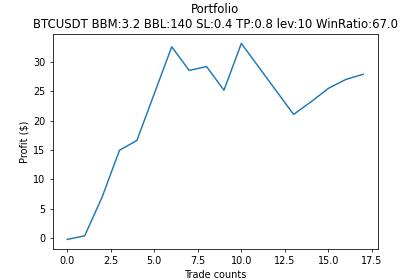 Portfolio
BTCUSDT BBM:3.2 BBL:140 SL:0.4 TP:0.8 lev:10 WinRatio:67.0
Profit ($)
30
25
20
15
10
5
0
0.0 2.5 5.0 7.5 10.0 12.5 15.0 17.5
Trade counts